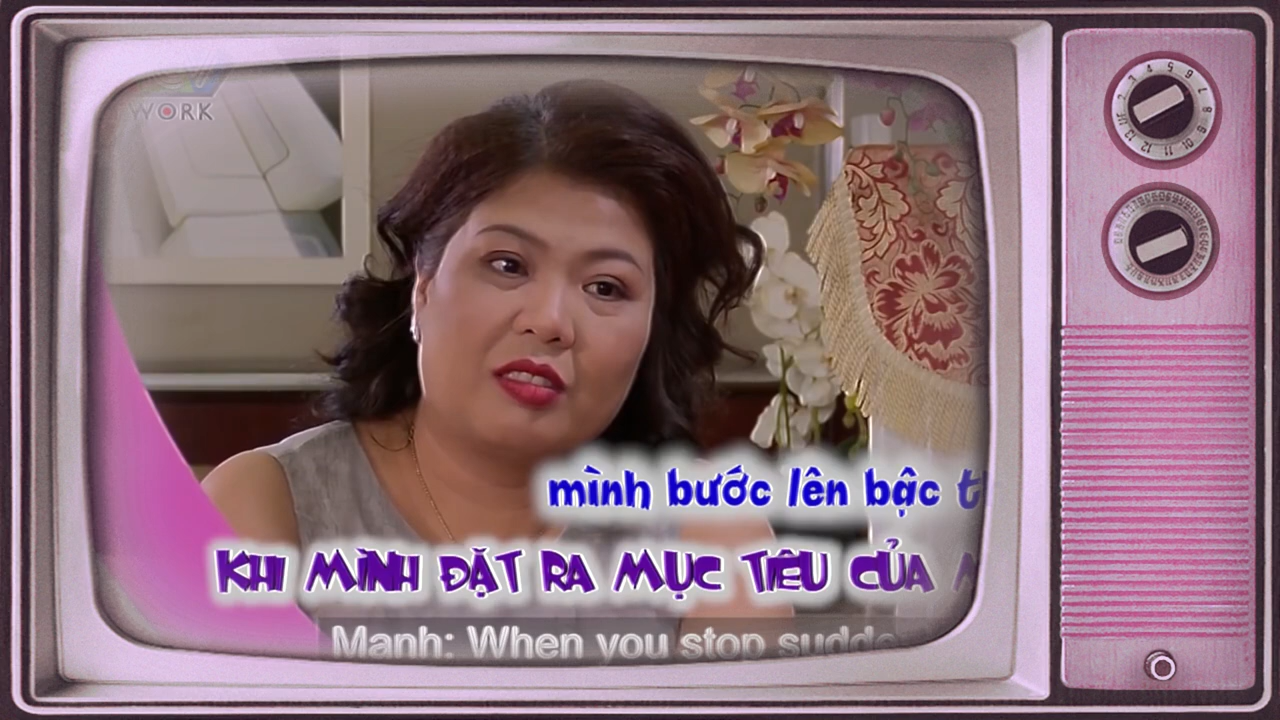 WORK
mình bước lên bậc
KHI MÌNH ĐẶT RA MỤC TIÊU CỦA
Manh: When you stop